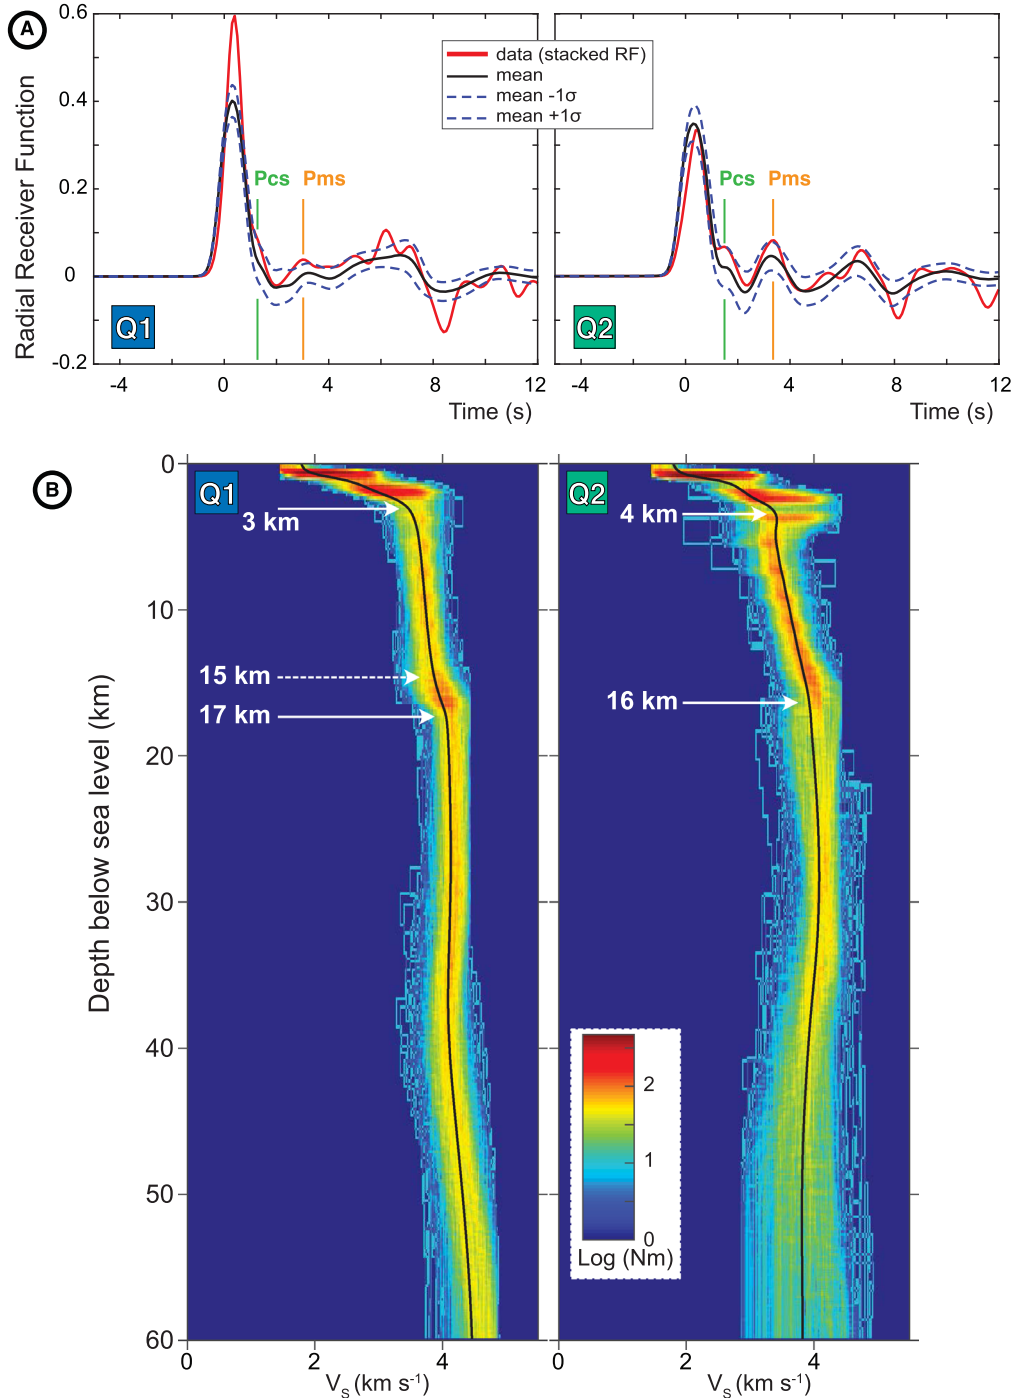 A
Radial Receiver Function
0.6
0.4
0.2
0
-0.2
data (stacked RF)
mean
mean -1σ
mean +1σ
Pcs
Pms
Pcs
Pms
Q1
Q2
-4
0
4
8
12
-4
0
4
8
12
Time (s)
Time (s)
B
Depth below sea level (km)
0
10
20
30
40
50
60
Q1
3 km
15 km
17 km
Q2
4 km
16 km
2
1
0
Log (Nm)
0
2
4
0
2
4
VS (km s-1)
VS (km s-1)